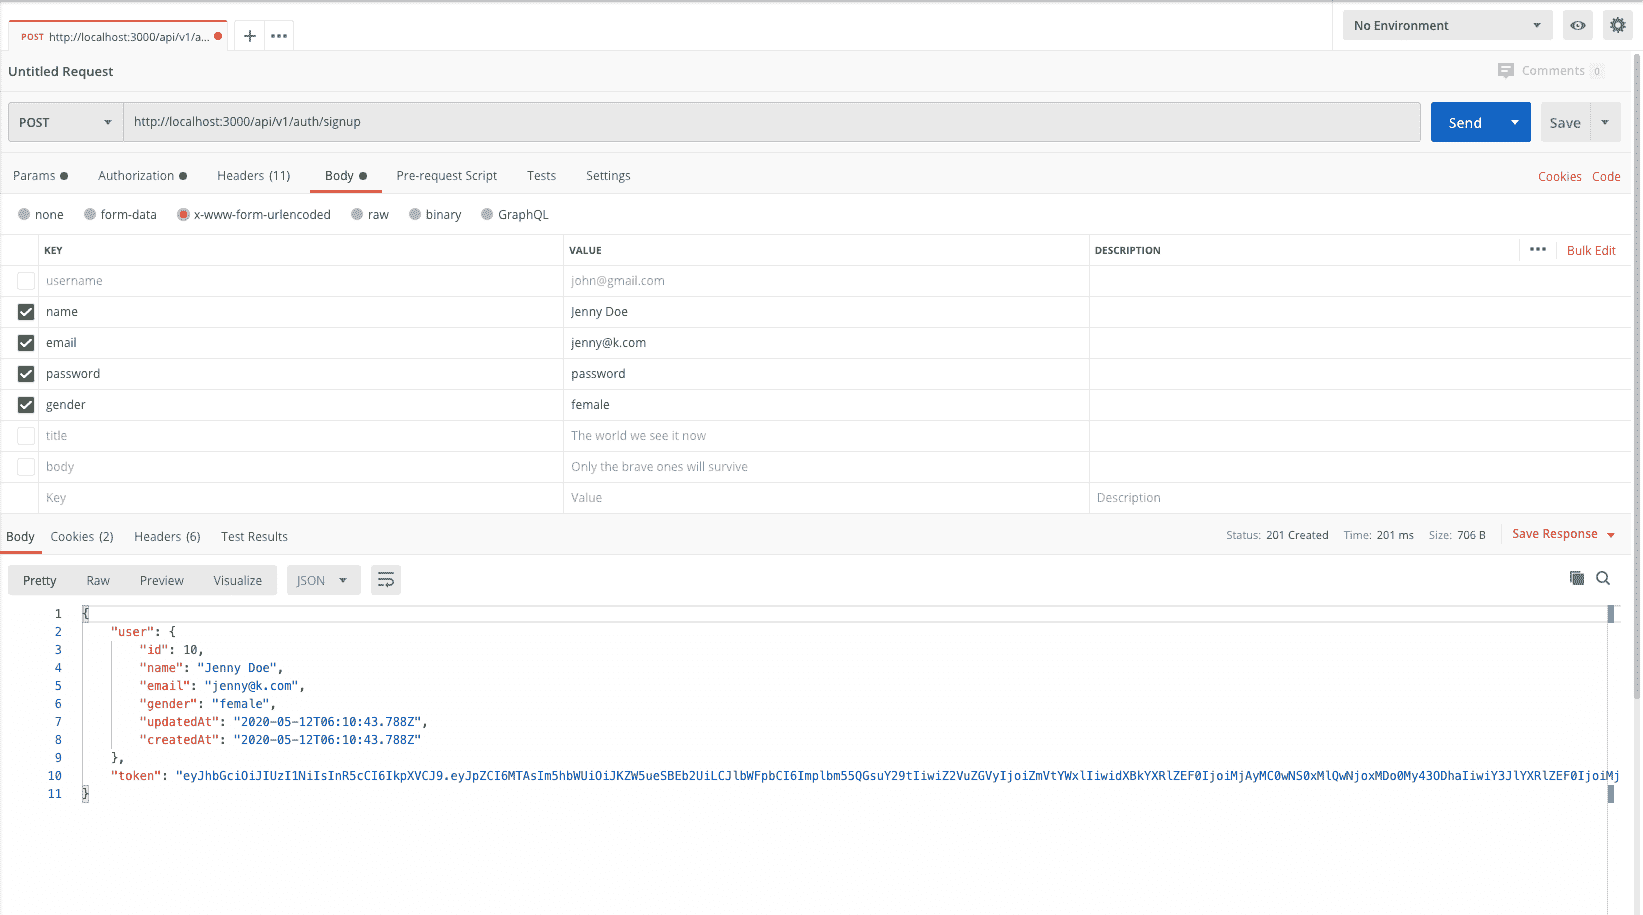 POST http://localhost:3000/api/v1/a...
No Environment
Untitled Request
Comments 0
POST http://localhost:3000/api/v1/auth/signup Send Save
Params Authorization Headers (11) Body Pre-request Script Tests Settings Cookies Code
none form-data x-www-form-urlencoded raw binary GraphQL
KEY VALUE DESCRIPTION ••• Bulk Edit
username john@gmail.com
name Jenny Doe
email jenny@k.com
password password
gender female
title The world we see it now
body Only the brave ones will survive
Key Value Description
Body Cookies (2) Headers (6) Test Results Status: 201 Created Time: 201 ms Size: 706 B Save Response
Pretty Raw Preview Visualize JSON
1 {
2 "user": {
3 "id": 10,
4 "name": "Jenny Doe",
5 "email": "jenny@k.com",
6 "gender": "female",
7 "updatedAt": "2020-05-12T06:10:43.788Z",
8 "createdAt": "2020-05-12T06:10:43.788Z"
9 },
10 "token": "eyJhbGciOiJIUzI1NiIsInR5cCI6IkpXVCJ9.eyJpZCI6MTAsIm5hbWUiOiJKZW5ueSBEb2UiLCJlbWFpbCI6Implbm55QGsuY29tIiwiZ2VuZGVyIjoiZmVtYWxlIiwidXBkYXRlZEF0IjoiMjAyMC0wNS0xMlQwNjoxMDo0My43ODhaIiwiY3JlYXRlZEF0IjoiMj
11 }